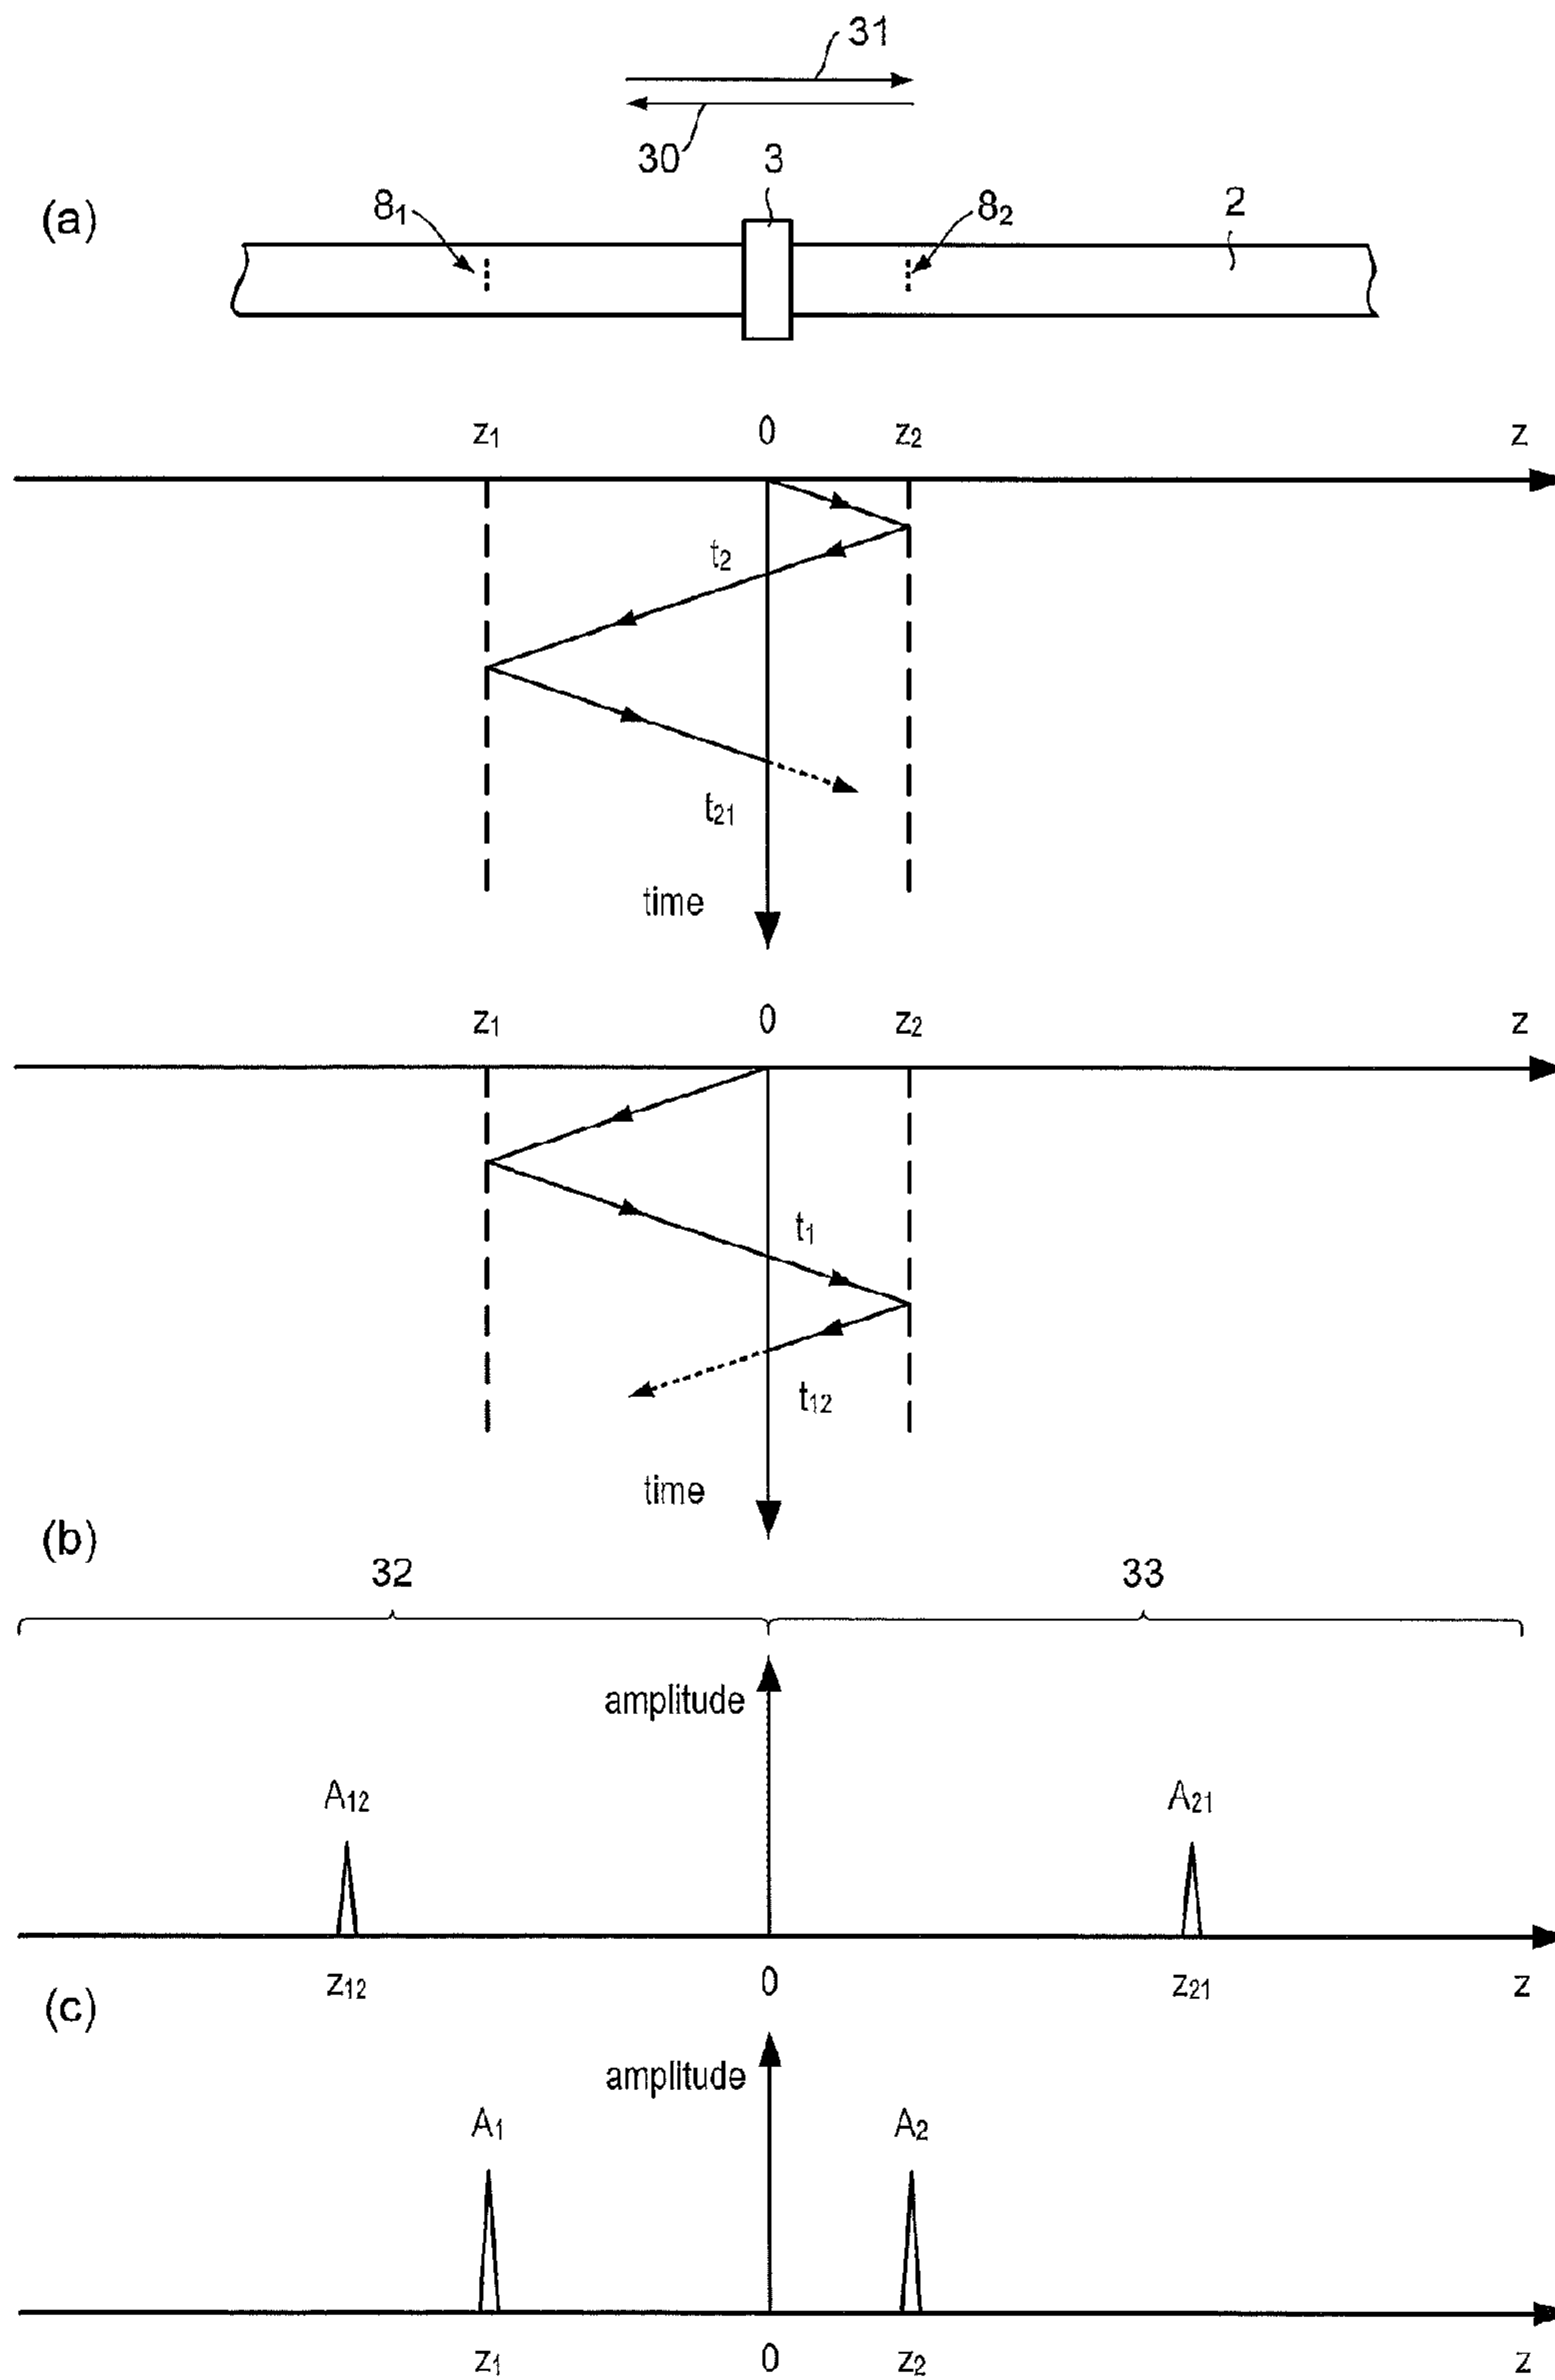 31
30
3
(a)
8₁
8₂
2
z₁ 0 z₂ z
t₂
t₂₁
time
z₁ 0 z₂ z
t₁
t₁₂
time
(b)
32 33
amplitude
A₁₂ A₂₁
z₁₂ 0 z₂₁ z
(c)
amplitude
A₁ A₂
z₁ 0 z₂ z